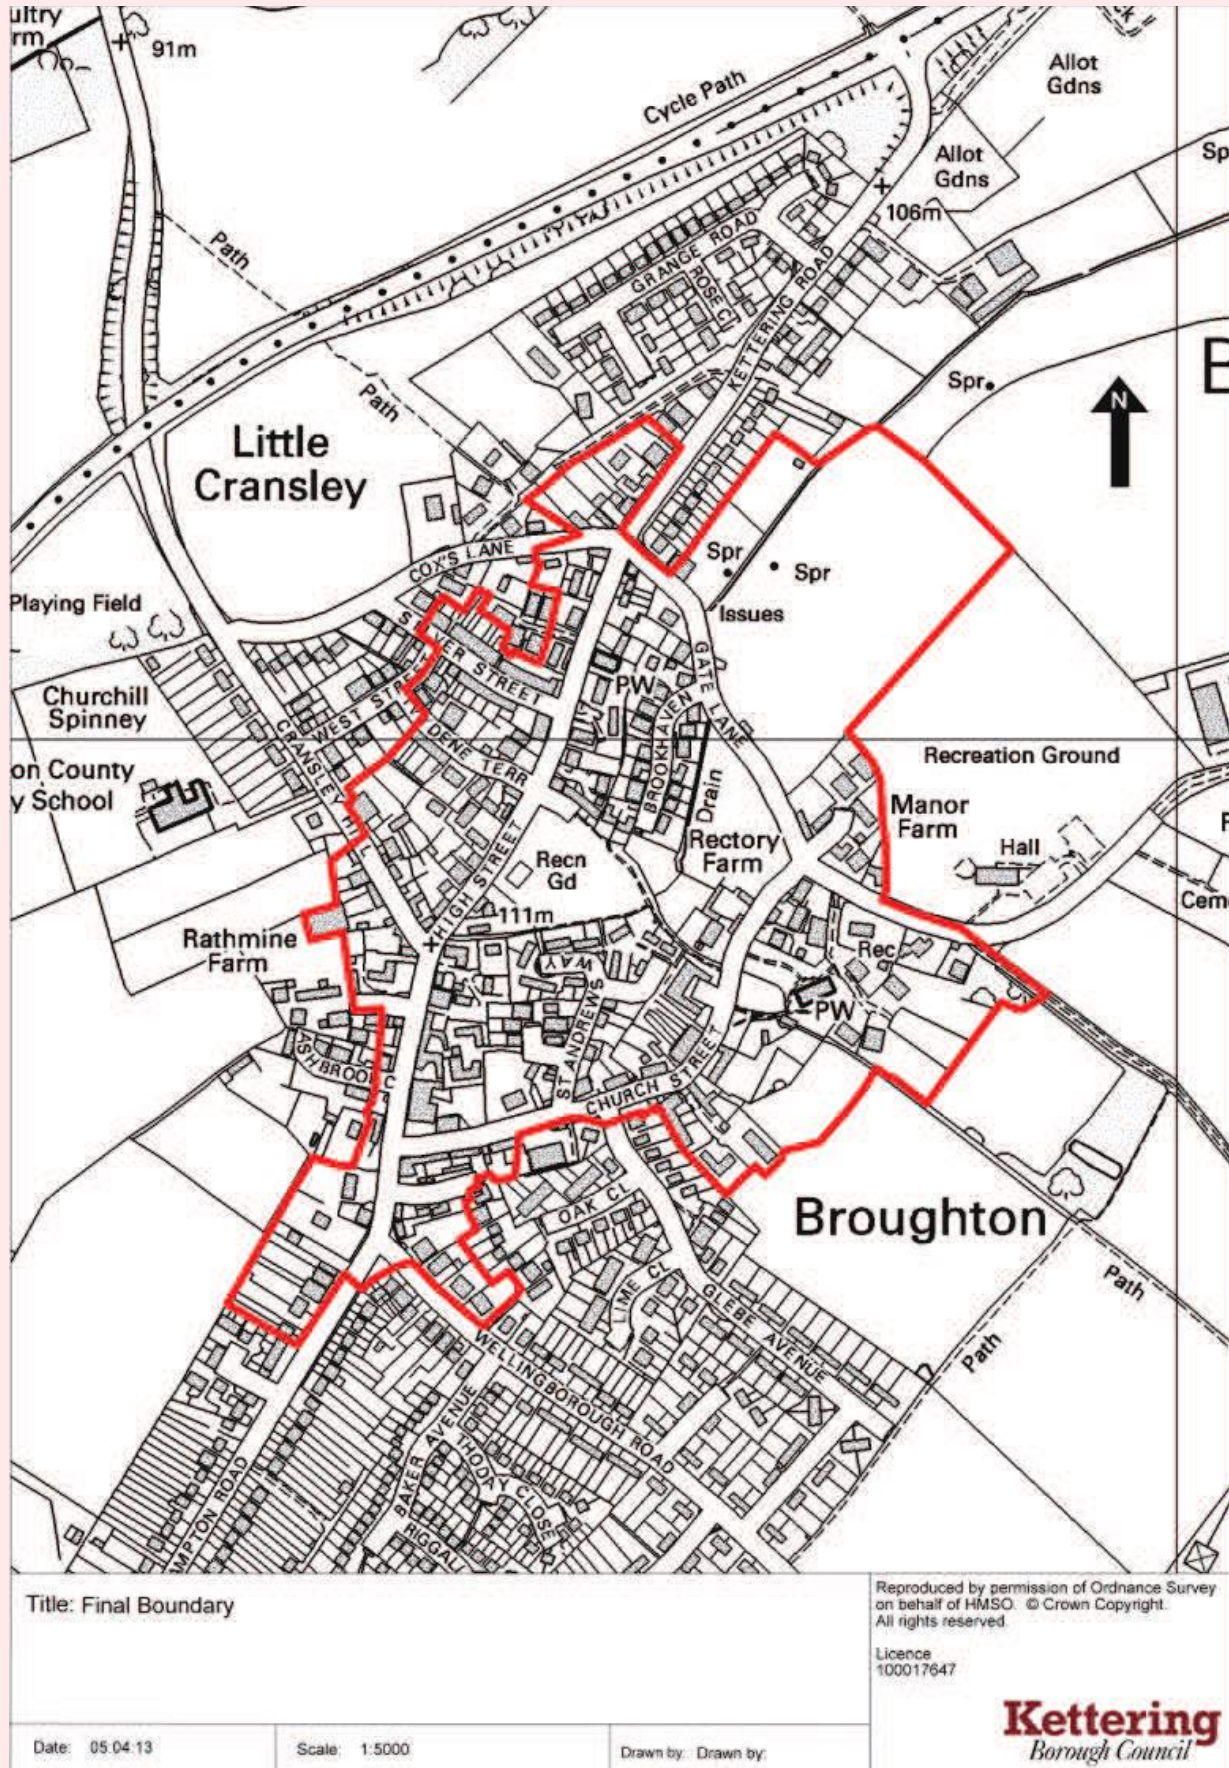 ultry
rm
91m
Cycle Path
Allot
Gdns
Allot
Gdns
Sp
106m
Path
GRANGE ROAD
ROSE CL
KETTERING ROAD
Path
Spr
B
N
Little
Cransley
COX'S LANE
Spr
Spr
Issues
Playing Field
SILVER STREET
PW
GATE LANE
Churchill
Spinney
WEST STREET
CRANSLEY HILL
DENE TERR
BROOKHAVEN
Drain
Recreation Ground
on County
y School
Manor
Farm
Hall
Rectory
Farm
Recn
Gd
HIGH STREET
111m
Cem
Rathmine
Farm
WAY
ST ANDREWS
Rec
PW
ASHBROOK C
CHURCH STREET
Broughton
OAK CL
LIME CL
GLEBE AVENUE
Path
Path
WELLINGBOROUGH ROAD
BAKER AVENUE
THODAY CLOSE
RIGGAL
AMPTON ROAD
Title: Final Boundary
Reproduced by permission of Ordnance Survey
on behalf of HMSO. © Crown Copyright.
All rights reserved.
Licence
100017647
Kettering
Borough Council
Date: 05:04:13
Scale: 1:5000
Drawn by: Drawn by: